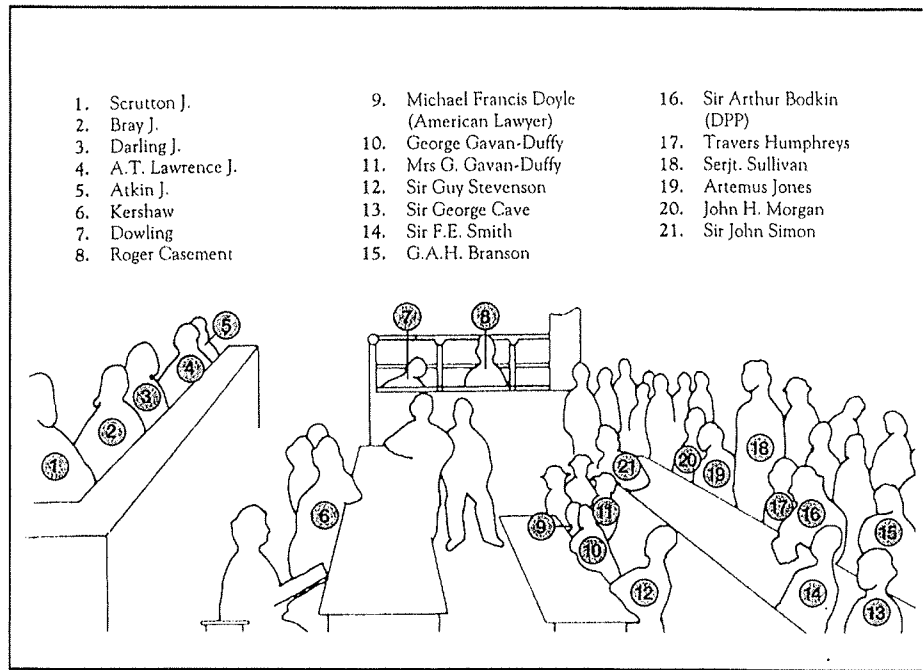 1. Scrutton J.
2. Bray J.
3. Darling J.
4. A.T. Lawrence J.
5. Atkin J.
6. Kershaw
7. Dowling
8. Roger Casement
9. Michael Francis Doyle
(American Lawyer)
10. George Gavan-Duffy
11. Mrs G. Gavan-Duffy
12. Sir Guy Stevenson
13. Sir George Cave
14. Sir F.E. Smith
15. G.A.H. Branson
16. Sir Arthur Bodkin
(DPP)
17. Travers Humphreys
18. Serjt. Sullivan
19. Artemus Jones
20. John H. Morgan
21. Sir John Simon
7
8
5
4
3
2
1
6
9
10
11
12
21
20
19
18
17
16
15
14
13